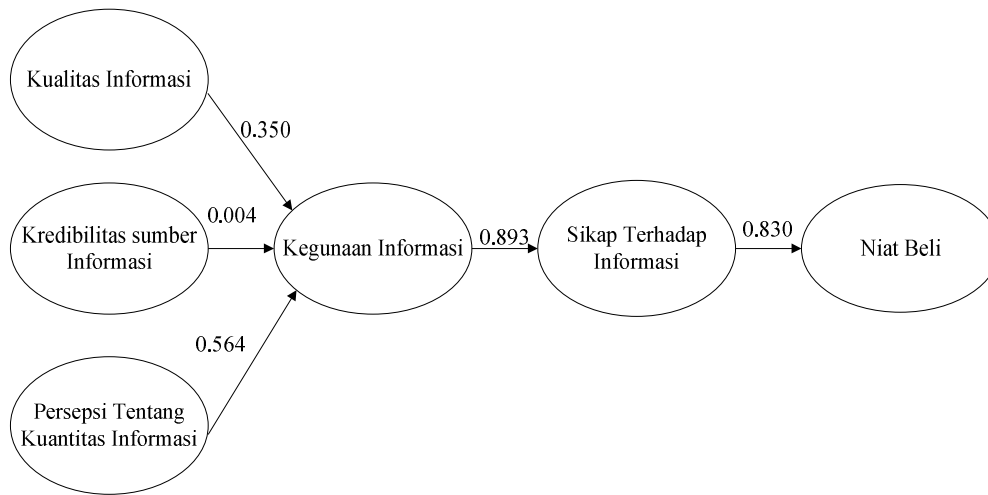 Kualitas Informasi
0.350
Kredibilitas sumber
Informasi
0.004
Kegunaan Informasi
0.893
Sikap Terhadap
Informasi
0.830
Niat Beli
0.564
Persepsi Tentang
Kuantitas Informasi